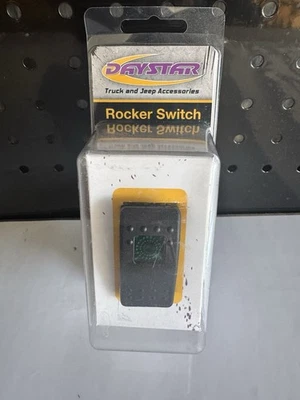 DAYSTAR
Truck and Jeep Accessories
Rocker Switch